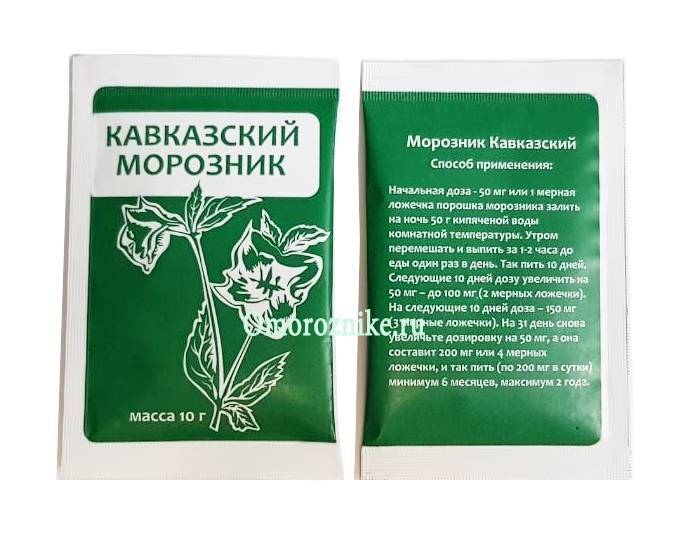 КАВКАЗСКИЙ
МОРОЗНИК
масса 10 г
Морозник Кавказский
Способ применения:
Начальная доза - 50 мг или 1 мерная
ложечка порошка морозника залить
на ночь 50 г кипяченой воды
комнатной температуры. Утром
перемешать и выпить за 1-2 часа до
еды один раз в день. Так пить 10 дней.
Следующие 10 дней дозу увеличить на
50 мг – до 100 мг (2 мерных ложечки).
На следующие 10 дней доза – 150 мг
(3 мерные ложечки). На 31 день снова
увеличьте дозировку на 50 мг, а она
составит 200 мг или 4 мерных
ложечки, и так пить (по 200 мг в сутки)
минимум 6 месяцев, максимум 2 года.
Omoroznike.ru